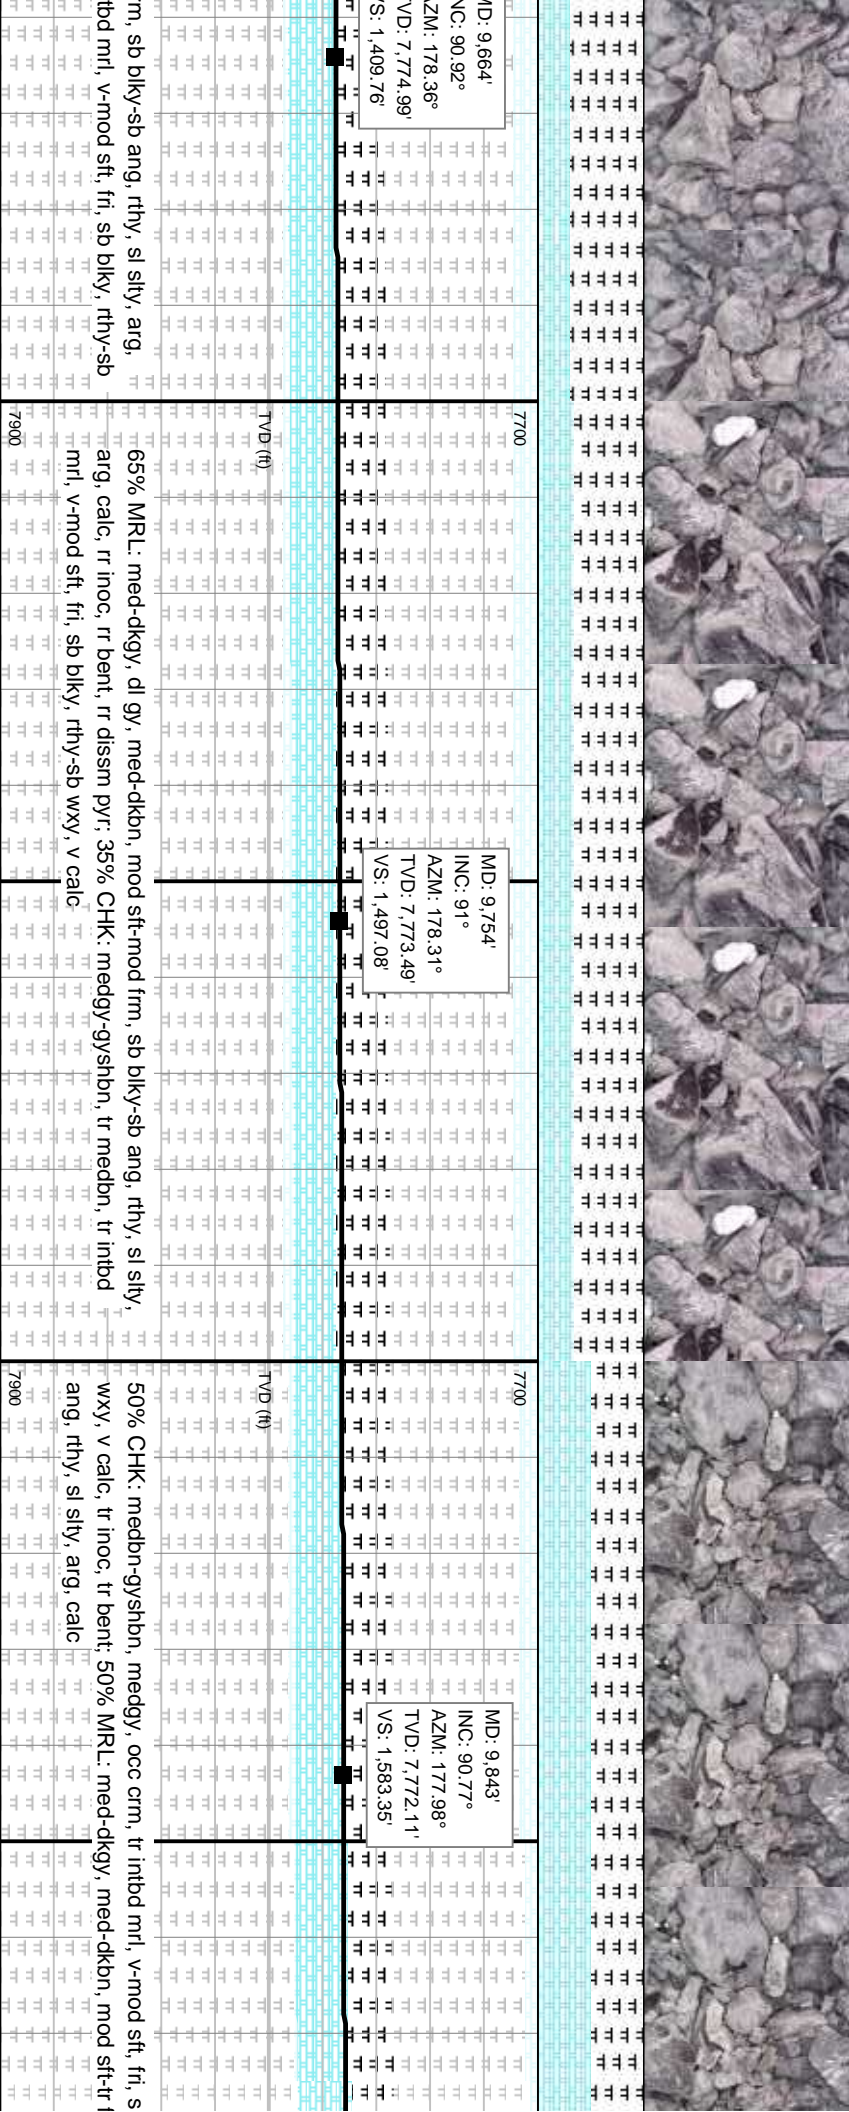 MD: 9,664'
INC: 90.92°
AZM: 178.36°
TVD: 7,774.99'
VS: 1,409.76'
rm, sb blky-sb ang, rthy, sl slty, arg,
tbd mrl, v-mod sft, fri, sb blky, rthy-sb
7700
TVD (ft)
7900
65% MRL: med-dkgy, dl gy, med-dkbn, mod sft-mod frm, sb blky-sb ang, rthy, sl slty,
arg, calc, rr inoc, rr bent, rr dissm pyr; 35% CHK: medgy-gyshbn, tr medbn, tr intbd
mrl, v-mod sft, fri, sb blky, rthy-sb wxy, v calc
MD: 9,754'
INC: 91°
AZM: 178.31°
TVD: 7,773.49'
VS: 1,497.08'
7700
TVD (ft)
7900
50% CHK: medbn-gyshbn, medgy, occ crm, tr intbd mrl, v-mod sft, fri, s
wxy, v calc, tr inoc, tr bent; 50% MRL: med-dkgy, med-dkbn, mod sft-tr f
ang, rthy, sl slty, arg, calc
MD: 9,843'
INC: 90.77°
AZM: 177.98°
TVD: 7,772.11'
VS: 1,583.35'